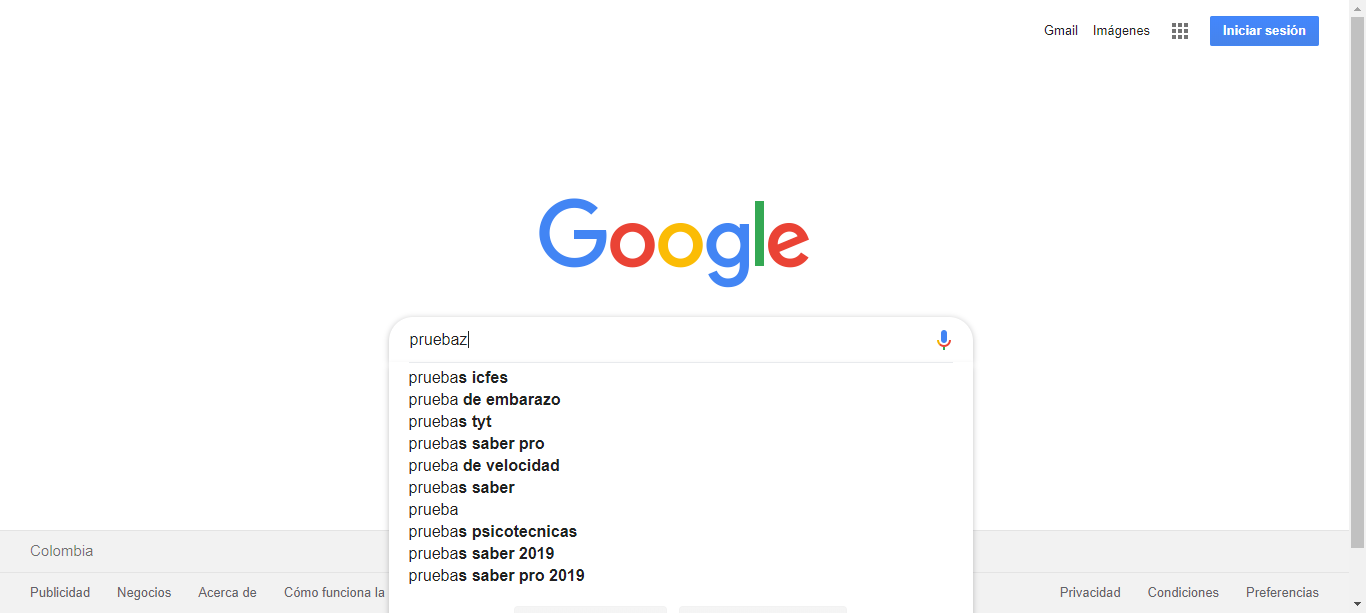 Gmail Imágenes Iniciar sesión
Google
pruebaz
pruebas icfes
prueba de embarazo
pruebas tyt
pruebas saber pro
prueba de velocidad
pruebas saber
prueba
pruebas psicotecnicas
pruebas saber 2019
pruebas saber pro 2019
Colombia
Publicidad Negocios Acerca de Cómo funciona la Privacidad Condiciones Preferencias